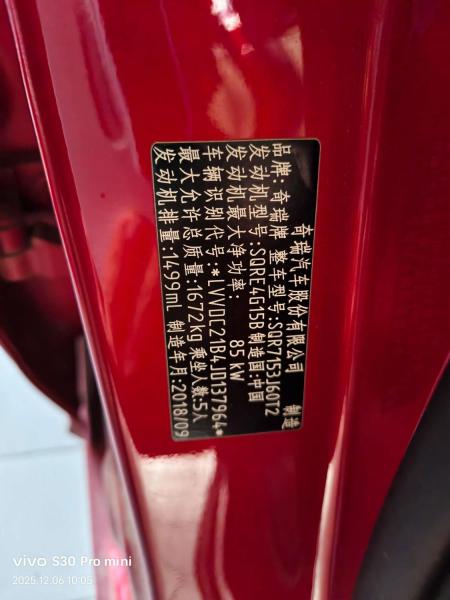 奇瑞汽车股份有限公司 制造
品牌: 奇瑞牌 整车型号: SQR7153J60T2
发动机型号: SQRE4G15B 制造国: 中国
发动机最大净功率: 85kW
车辆识别代号: *LVVDC21B4JD137964*
最大允许总质量: 1672kg 乘坐人数: 5人
发动机排量: 1499mL 制造年月: 2018/09
vivo S30 Pro mini
2025.12.06 10:05